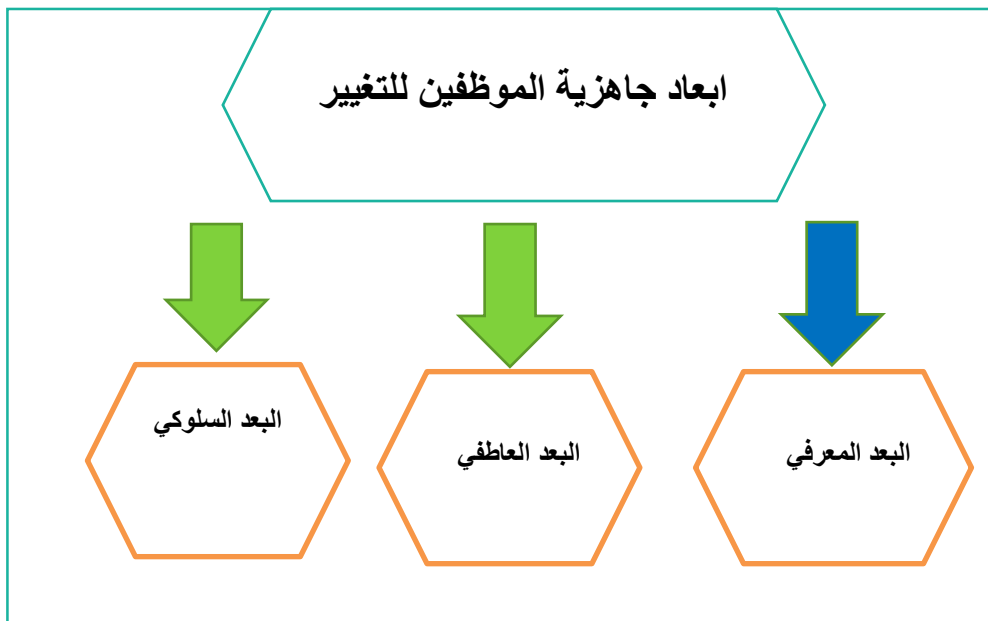 ابعاد جاهزية الموظفين للتغيير
البعد المعرفي
البعد العاطفي
البعد السلوكي